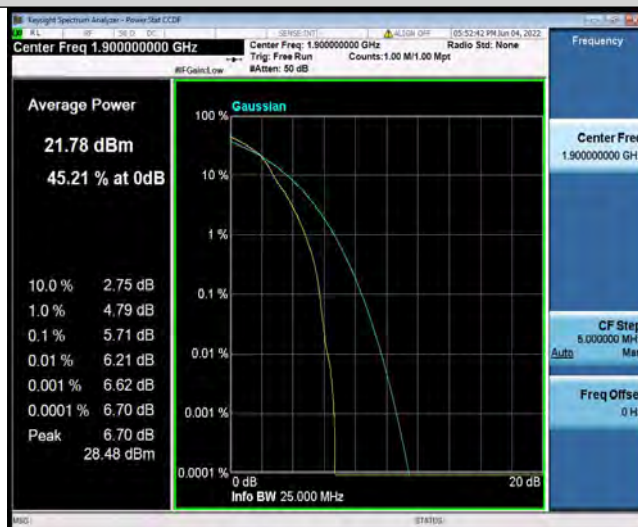 Keysight Spectrum Analyzer - Power Stat CCDF
RL RF 50 Ω DC SENSE:INT ALIGN OFF 05:52:42 PM Jun 04, 2022
Center Freq 1.900000000 GHz
Center Freq: 1.900000000 GHz Radio Std: None
Trig: Free Run Counts:1.00 M/1.00 Mpt
#IFGain:Low #Atten: 50 dB
Frequency
Average Power
21.78 dBm
45.21 % at 0dB
10.0 % 2.75 dB
1.0 % 4.79 dB
0.1 % 5.71 dB
0.01 % 6.21 dB
0.001 % 6.62 dB
0.0001 % 6.70 dB
Peak 6.70 dB
28.48 dBm
Gaussian
100 %
10 %
1 %
0.1 %
0.01 %
0.001 %
0.0001 %
0 dB 20 dB
Info BW 25.000 MHz
Center Freq
1.900000000 GH
CF Step
5.000000 MH
Auto Man
Freq Offse
0 H
MSG STATUS